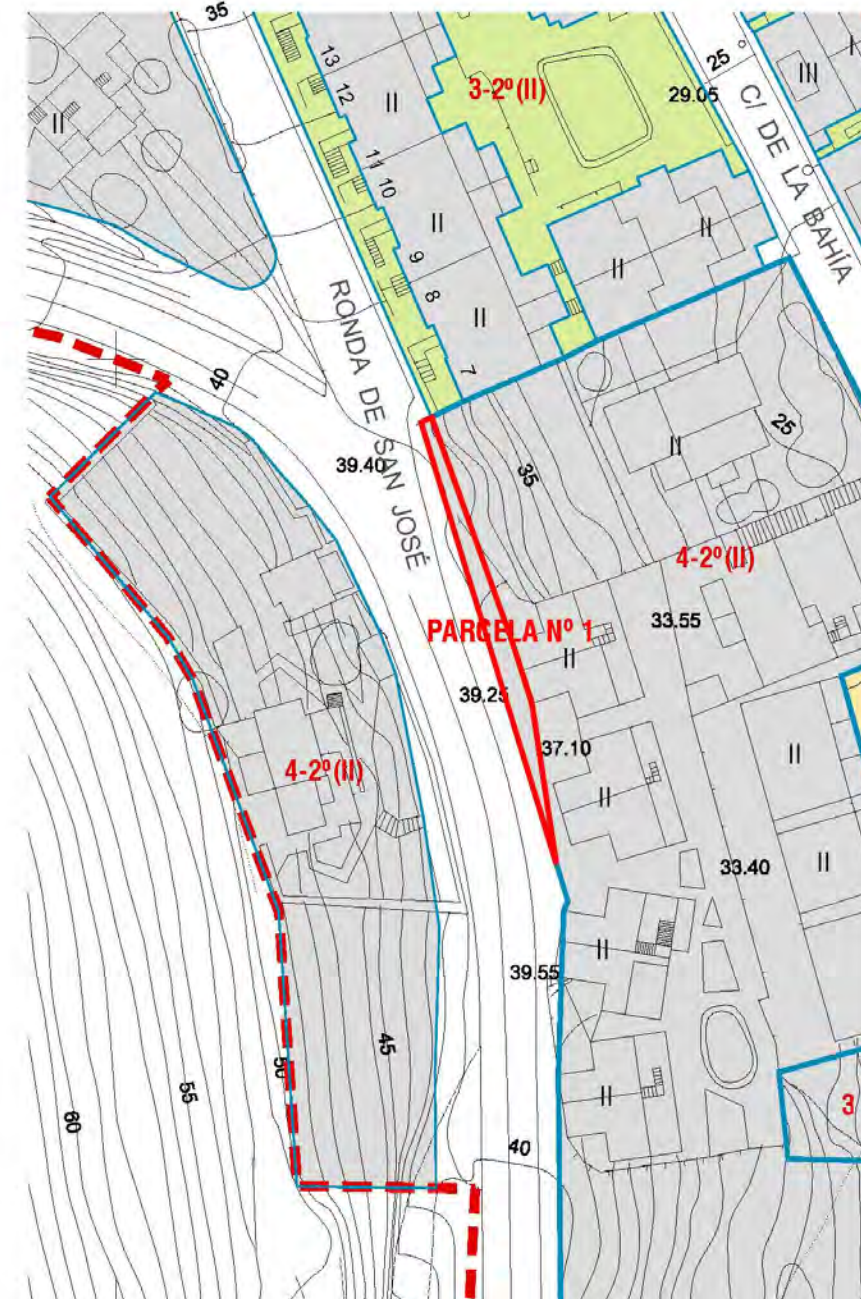 35
25
13
12
II
II
III
3-2º(II)
29.05
C/ DE LA BAHÍA
11
10
II
9
8
II
II
II
7
RONDA DE SAN JOSÉ
40
39.40
35
II
25
4-2º(II)
PARCELA Nº 1
33.55
II
39.25
37.10
II
4-2º(II)
II
33.40
II
II
39.55
45
50
55
60
II
3
40